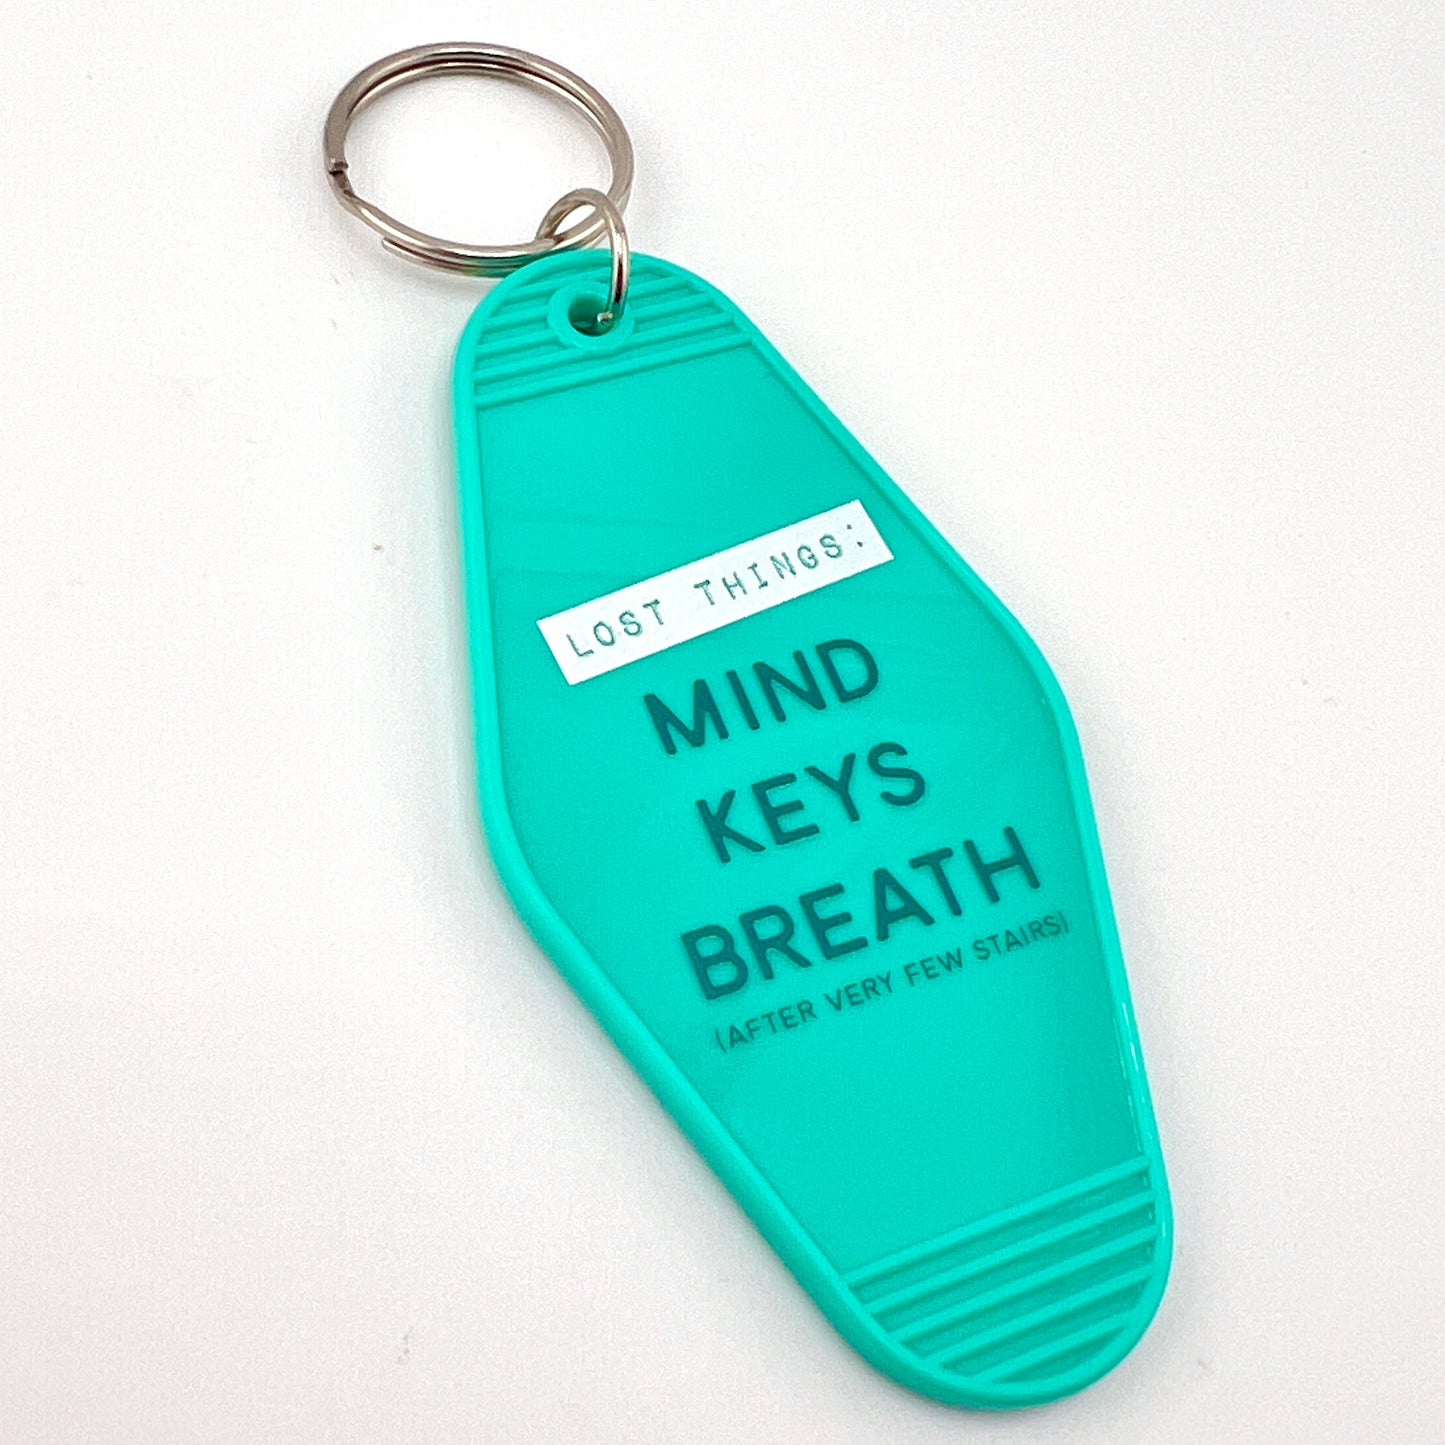 LOST THINGS:
MIND
KEYS
BREATH
(AFTER VERY FEW STAIRS)